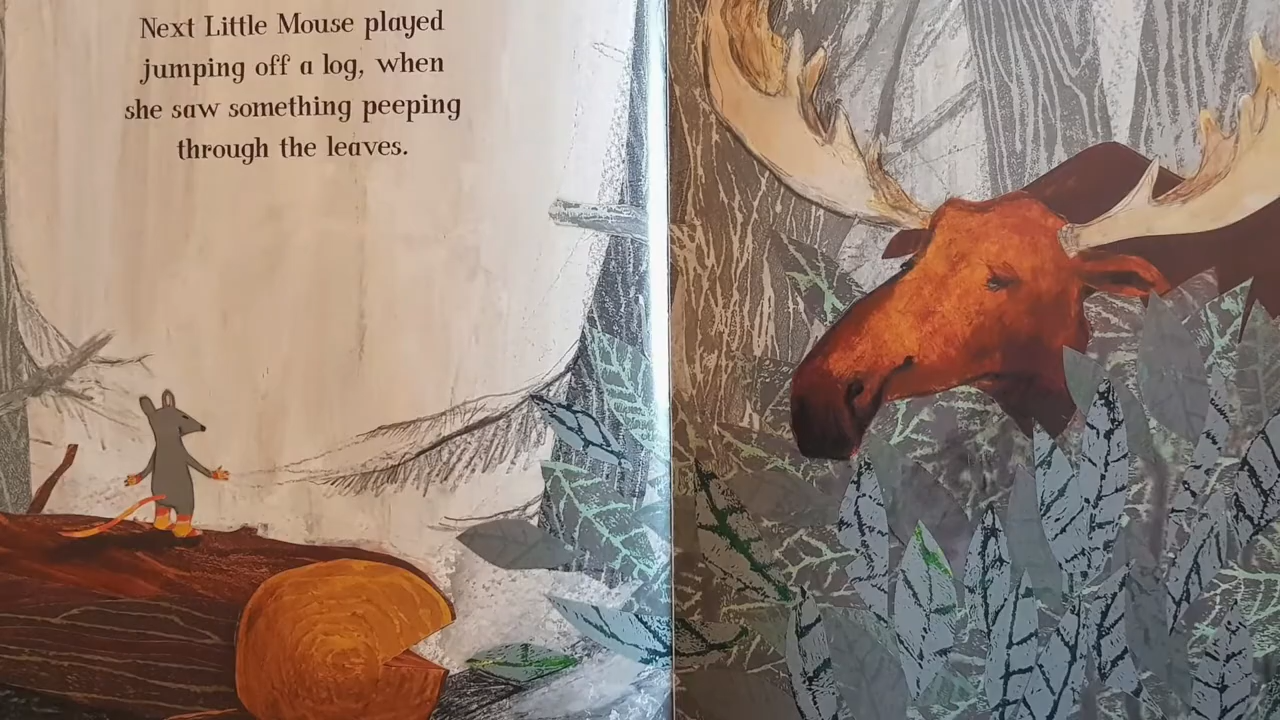 Next Little Mouse played
jumping off a log, when
she saw something peeping
through the leaves.